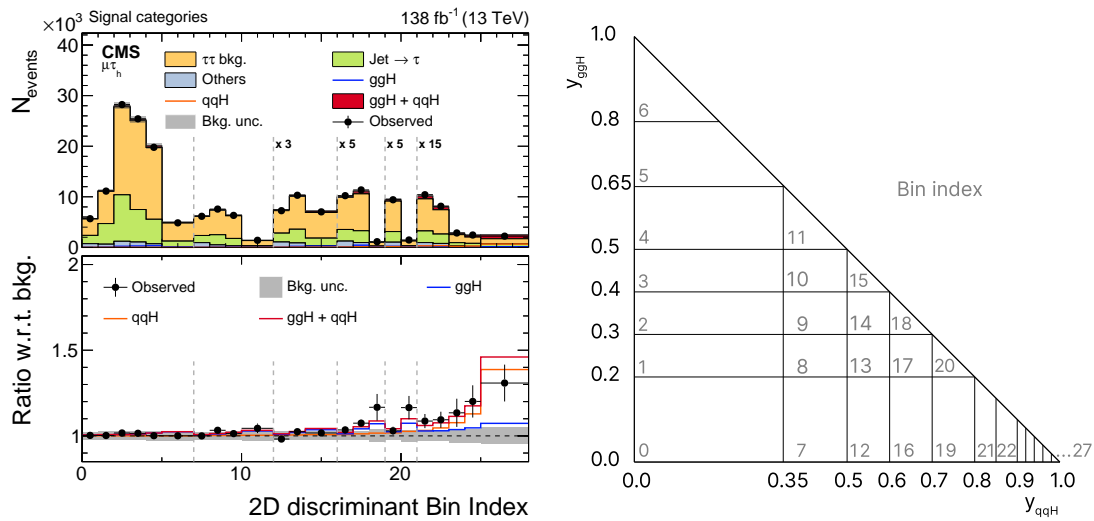 ×10³ Signal categories 138 fb⁻¹ (13 TeV)
CMS
μτₕ
ττ bkg.
Jet → τ
Others
ggH
qqH
ggH + qqH
Bkg. unc.
Observed
x 3
x 5
x 5
x 15
N_events
40
30
20
10
0
Observed
Bkg. unc.
ggH
qqH
ggH + qqH
Ratio w.r.t. bkg.
2
1.5
1
0 10 20
2D discriminant Bin Index
y_ggH
1.0
0.8
0.65
0.5
0.4
0.3
0.2
0.0
Bin index
6
5
4 11
3 10 15
2 9 14 18
1 8 13 17 20
0 7 12 16 19 21 22 ...27
0.0 0.35 0.5 0.6 0.7 0.8 0.9 1.0
y_qqH